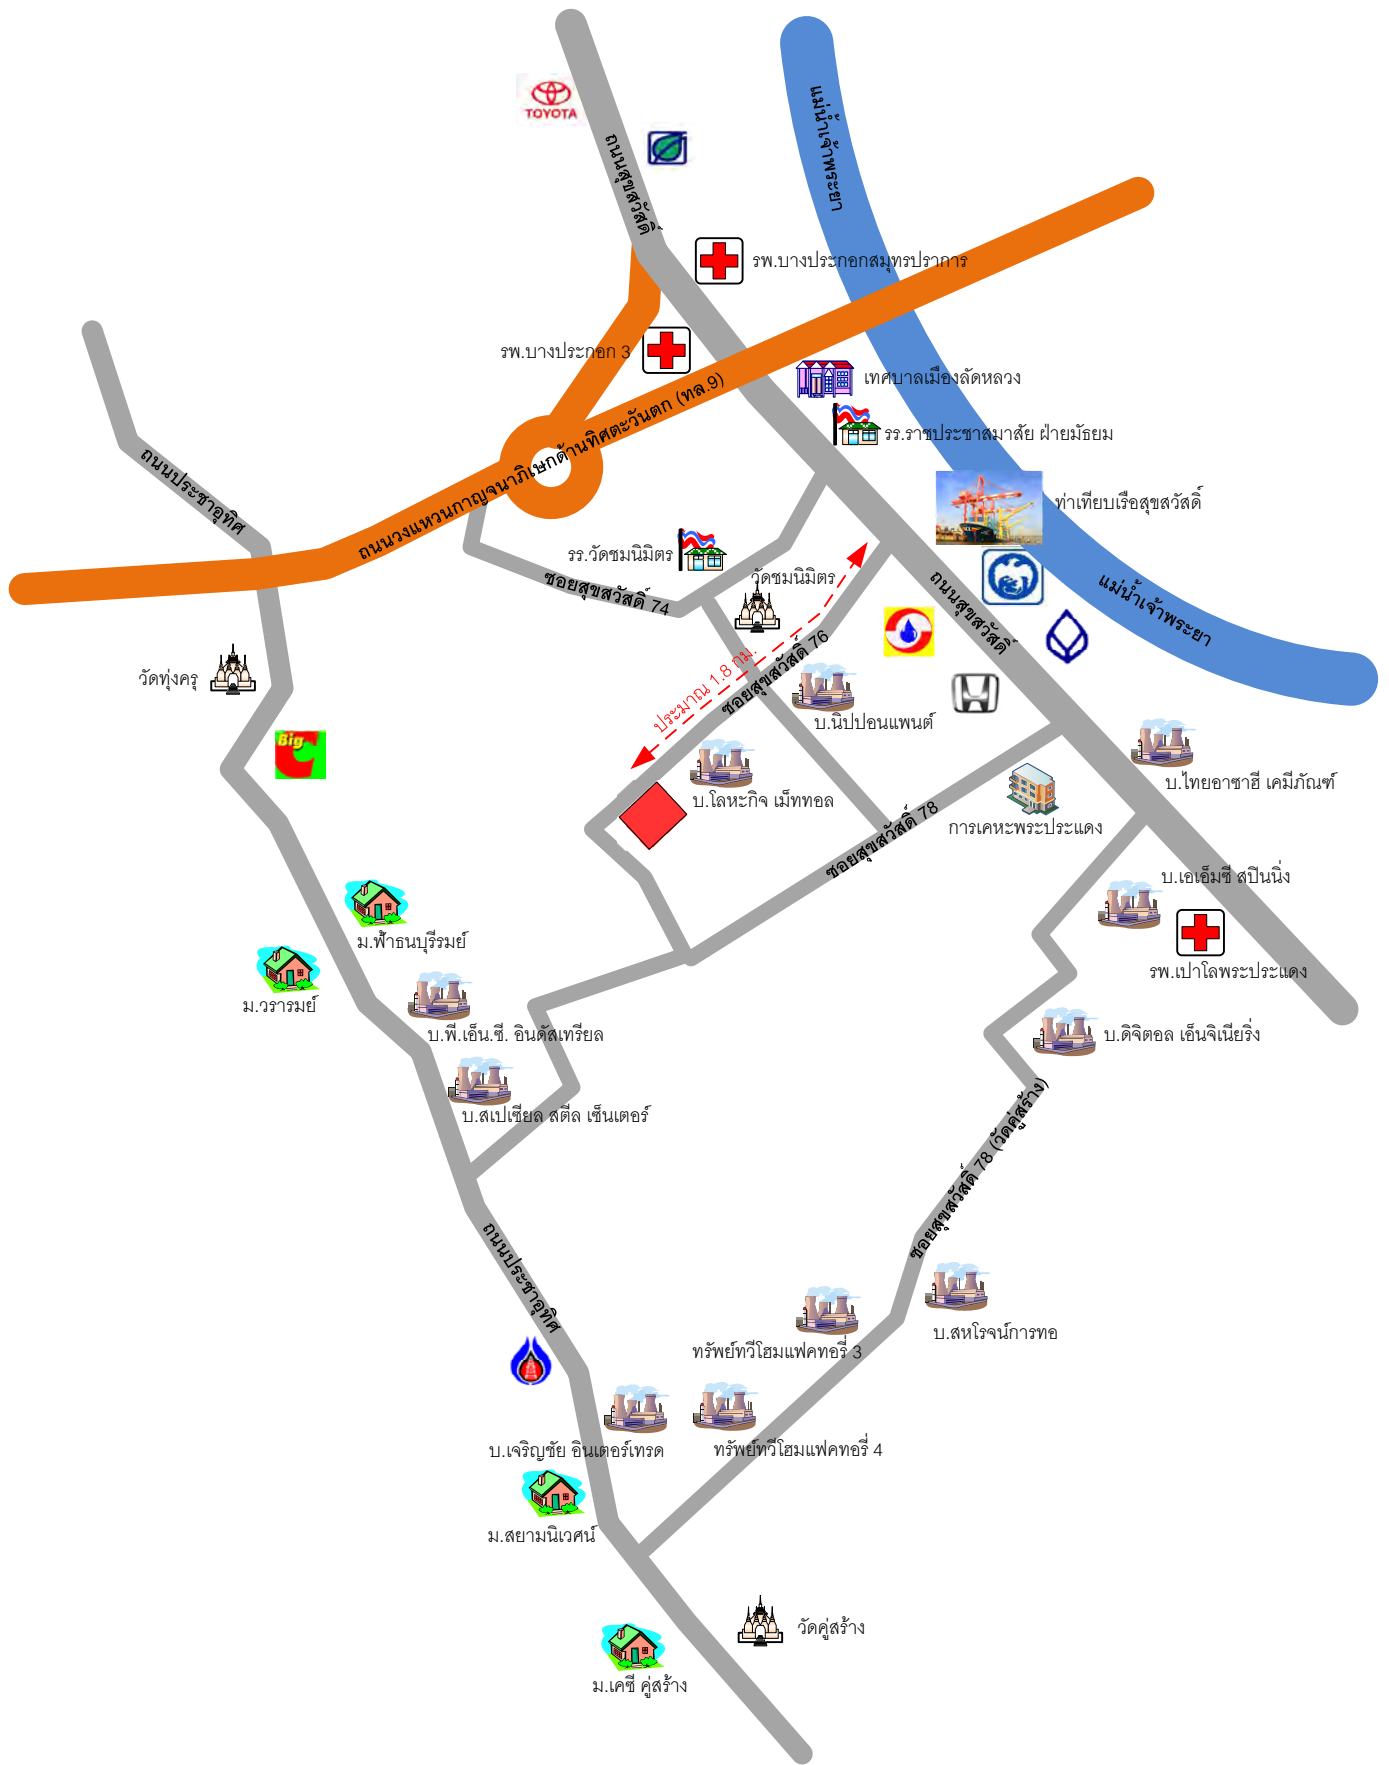 TOYOTA
ถนนสุขสวัสดิ์
แม่น้ำเจ้าพระยา
รพ.บางประกอกสมุทรปราการ
รพ.บางประกอก 3
เทศบาลเมืองลัดหลวง
ถนนวงแหวนกาญจนาภิเษกด้านทิศตะวันตก (ทล.9)
รร.ราชประชาสมาสัย ฝ่ายมัธยม
ถนนประชาอุทิศ
ท่าเทียบเรือสุขสวัสดิ์
รร.วัดชมนิมิตร
วัดชมนิมิตร
ซอยสุขสวัสดิ์ 74
ถนนสุขสวัสดิ์
แม่น้ำเจ้าพระยา
วัดทุ่งครุ
ประมาณ 1.8 กม.
ซอยสุขสวัสดิ์ 76
บ.นิปปอนแพนต์
Big
บ.ไทยอาซาฮี เคมีภัณฑ์
บ.โลหะกิจ เม็ททอล
ซอยสุขสวัสดิ์ 78
การเคหะพระประแดง
บ.เอเอ็มซี สปินนิ่ง
ม.ฟ้าธนบุรีรมย์
รพ.เปาโลพระประแดง
ม.วรารมย์
บ.พี.เอ็น.ซี. อินดัสเทรียล
บ.ดิจิตอล เอ็นจิเนียริ่ง
บ.สเปเซียล สตีล เซ็นเตอร์
ซอยสุขสวัสดิ์ 78 (วัดคู่สร้าง)
ถนนประชาอุทิศ
บ.สหโรจน์การทอ
ทรัพย์ทวีโฮมแฟคทอรี่ 3
บ.เจริญชัย อินเตอร์เทรด
ทรัพย์ทวีโฮมแฟคทอรี่ 4
ม.สยามนิเวศน์
วัดคู่สร้าง
ม.เคซี คู่สร้าง